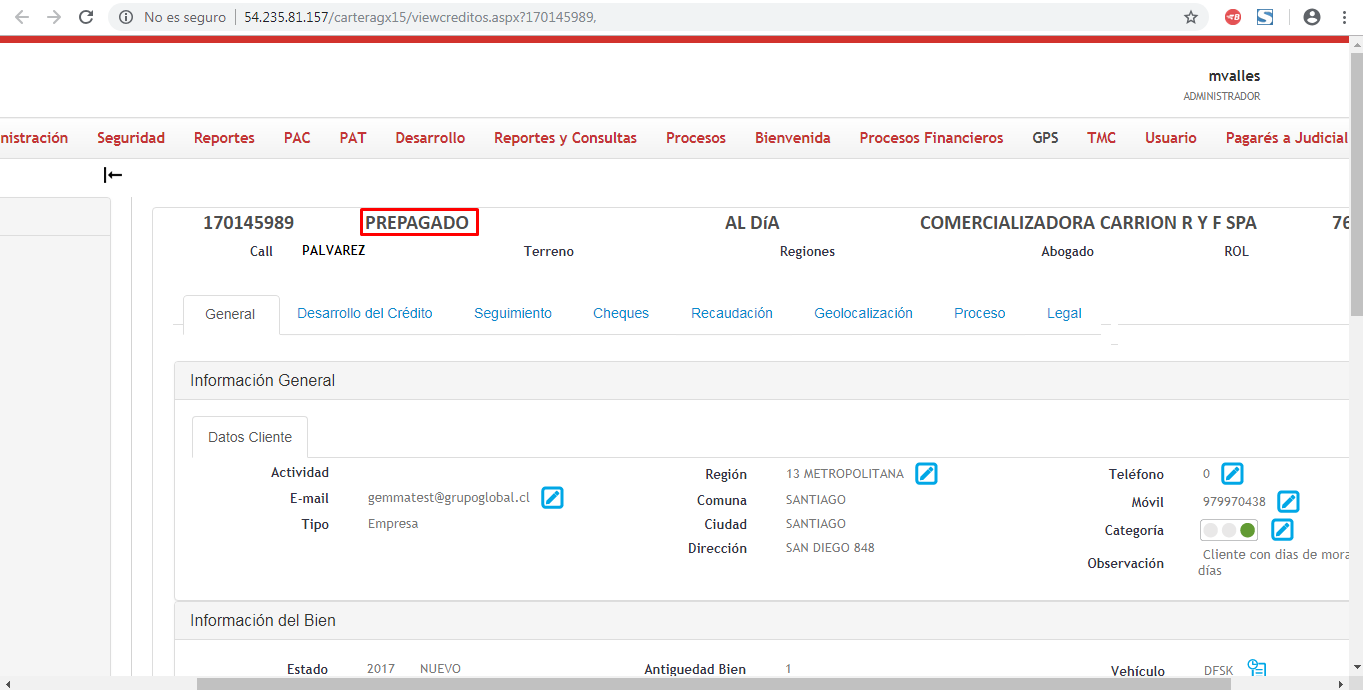 No es seguro 54.235.81.157/carteragx15/viewcreditos.aspx?170145989,
mvalles
ADMINISTRADOR
nistración Seguridad Reportes PAC PAT Desarrollo Reportes y Consultas Procesos Bienvenida Procesos Financieros GPS TMC Usuario Pagarés a Judicial
170145989 PREPAGADO AL DíA COMERCIALIZADORA CARRION R Y F SPA 76
Call PALVAREZ Terreno Regiones Abogado ROL
General Desarrollo del Crédito Seguimiento Cheques Recaudación Geolocalización Proceso Legal
Información General
Datos Cliente
Actividad Región 13 METROPOLITANA Teléfono 0
E-mail gemmatest@grupoglobal.cl Comuna SANTIAGO Móvil 979970438
Tipo Empresa Ciudad SANTIAGO Categoría
Dirección SAN DIEGO 848
Observación Cliente con dias de mora
días
Información del Bien
Estado 2017 NUEVO Antiguedad Bien 1 Vehículo DFSK